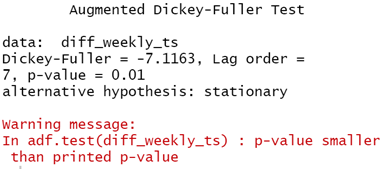 Augmented Dickey-Fuller Test
data:  diff_weekly_ts
Dickey-Fuller = -7.1163, Lag order =
7, p-value = 0.01
alternative hypothesis: stationary
Warning message:
In adf.test(diff_weekly_ts) : p-value smaller
than printed p-value